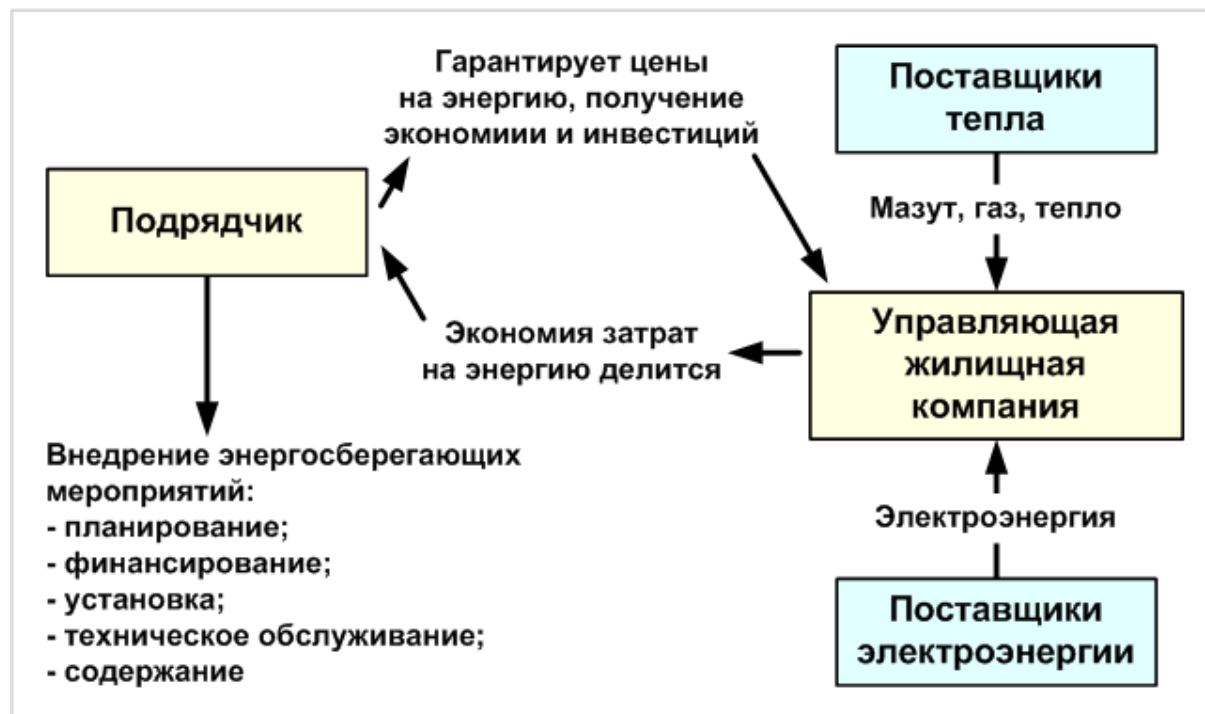 Гарантирует цены
на энергию, получение
экономиии и инвестиций
Поставщики
тепла
Подрядчик
Мазут, газ, тепло
Экономия затрат
на энергию делится
Управляющая
жилищная
компания
Внедрение энергосберегающих
мероприятий:
- планирование;
- финансирование;
- установка;
- техническое обслуживание;
- содержание
Электроэнергия
Поставщики
электроэнергии